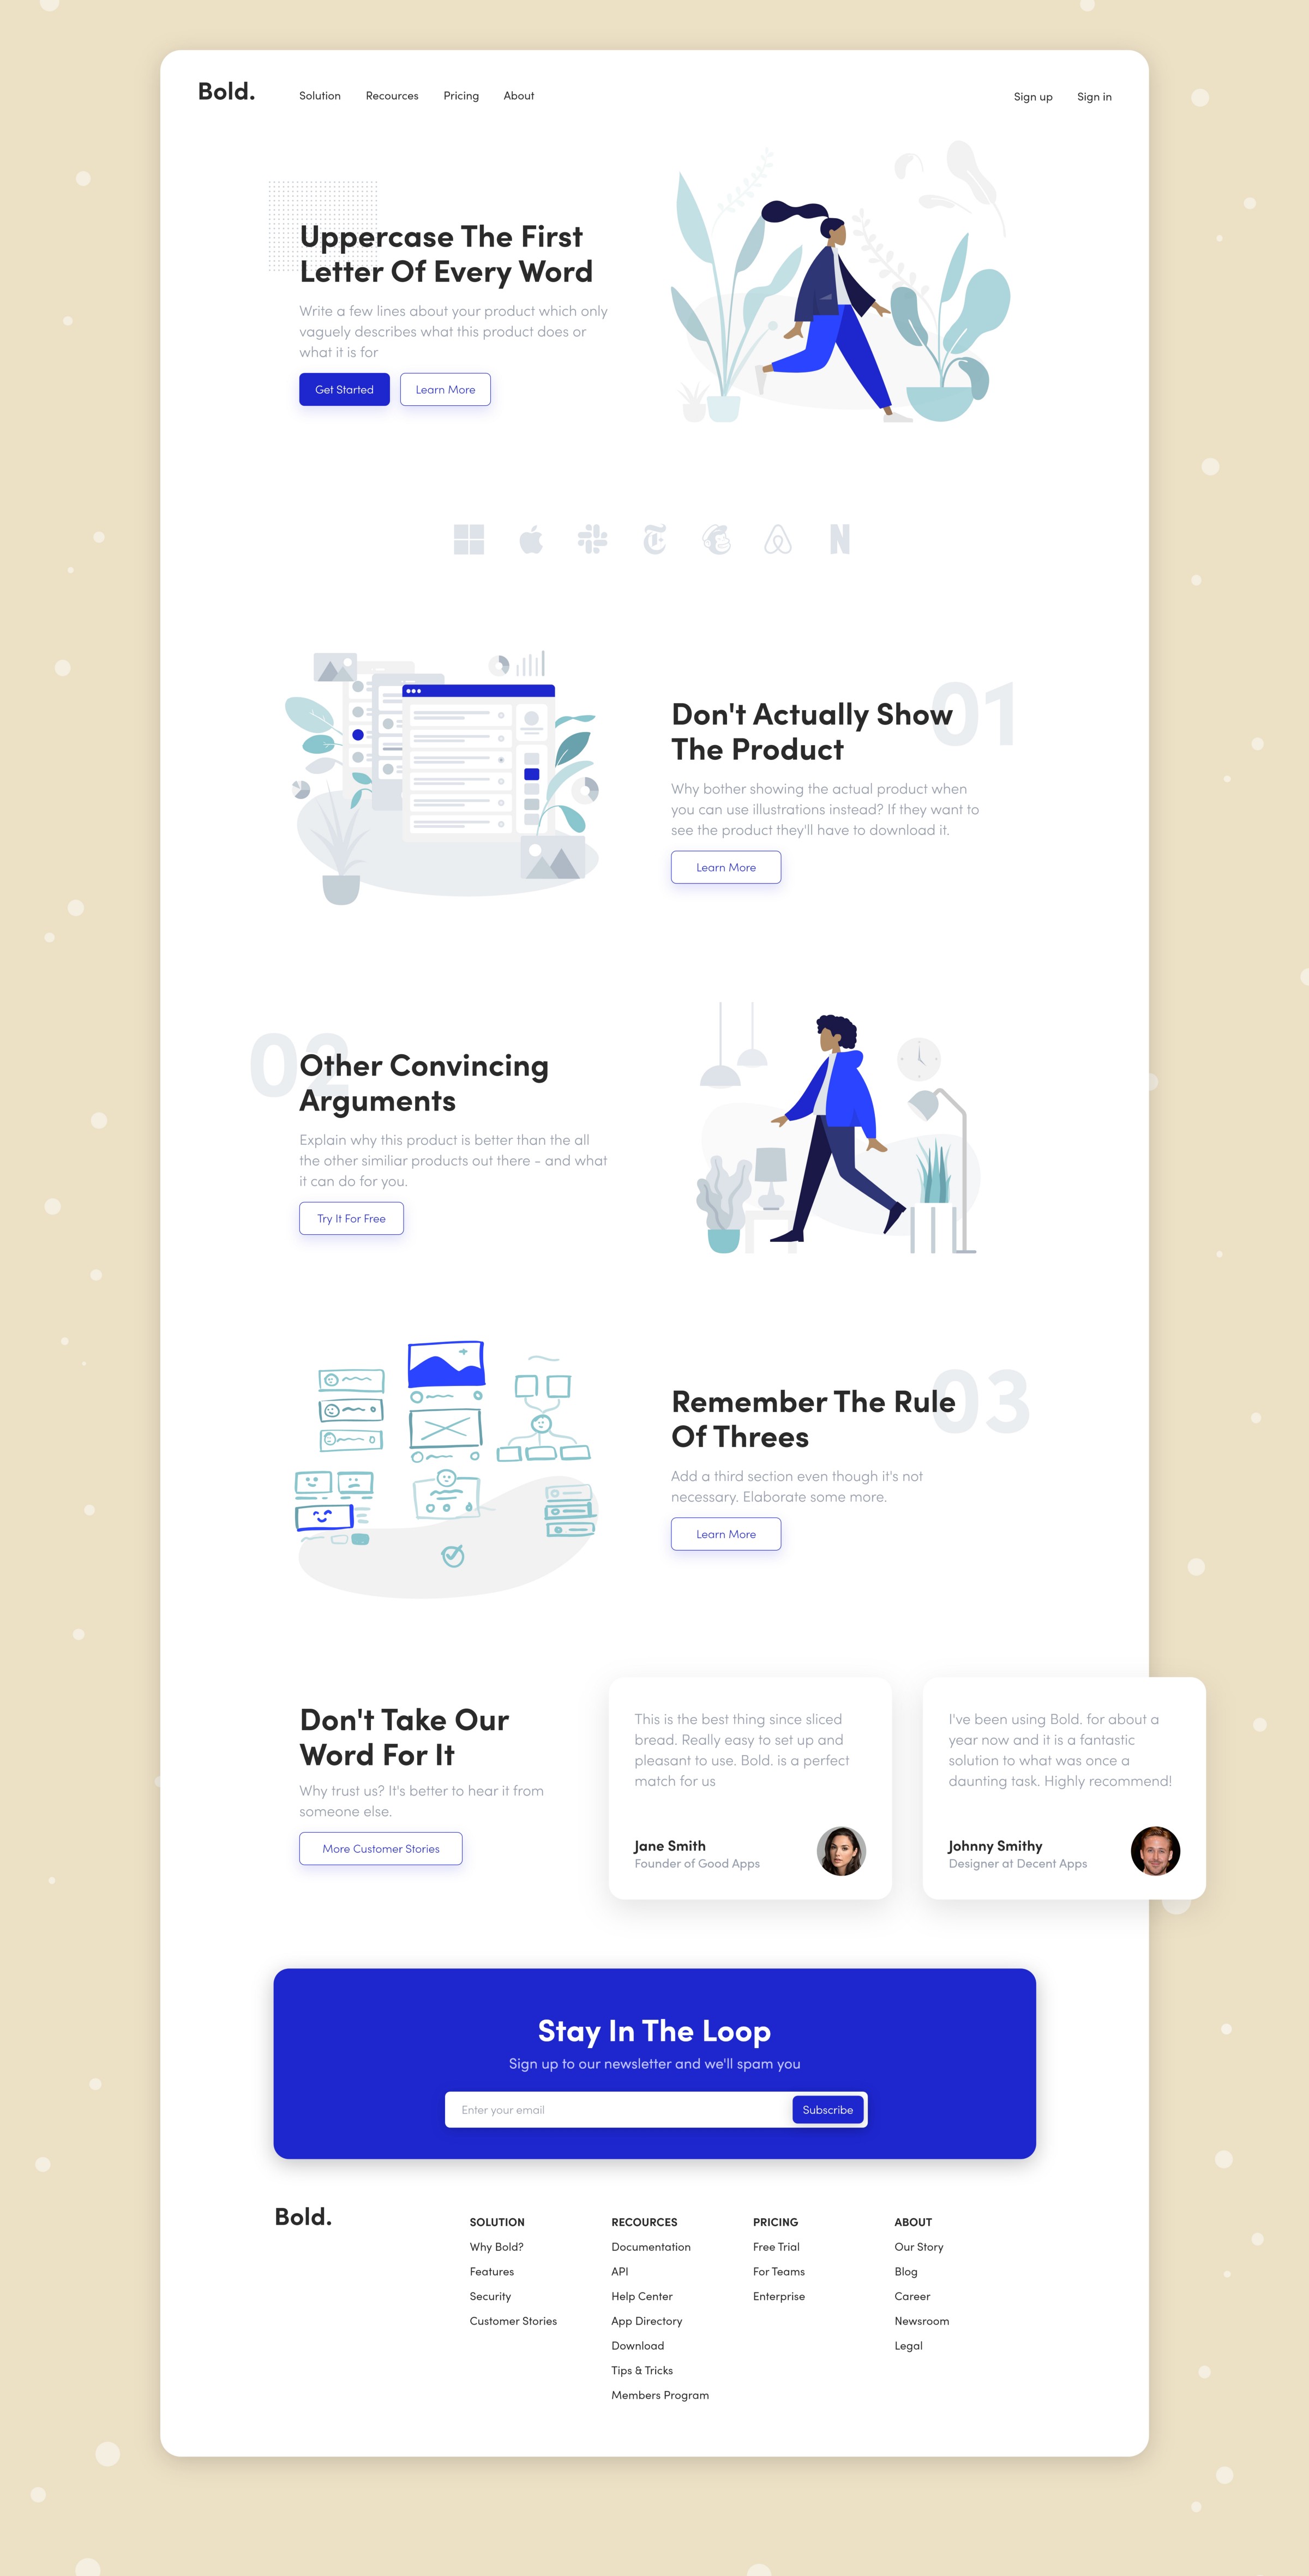 Bold.
Solution
Recources
Pricing
About
Sign up
Sign in
Uppercase The First
Letter Of Every Word
Write a few lines about your product which only
vaguely describes what this product does or
what it is for
Get Started
Learn More
01
Don't Actually Show
The Product
Why bother showing the actual product when
you can use illustrations instead? If they want to
see the product they'll have to download it.
Learn More
02
Other Convincing
Arguments
Explain why this product is better than the all
the other similiar products out there - and what
it can do for you.
Try It For Free
03
Remember The Rule
Of Threes
Add a third section even though it's not
necessary. Elaborate some more.
Learn More
Don't Take Our
Word For It
Why trust us? It's better to hear it from
someone else.
More Customer Stories
This is the best thing since sliced
bread. Really easy to set up and
pleasant to use. Bold. is a perfect
match for us
Jane Smith
Founder of Good Apps
I've been using Bold. for about a
year now and it is a fantastic
solution to what was once a
daunting task. Highly recommend!
Johnny Smithy
Designer at Decent Apps
Stay In The Loop
Sign up to our newsletter and we'll spam you
Enter your email
Subscribe
Bold.
SOLUTION
Why Bold?
Features
Security
Customer Stories
RECOURCES
Documentation
API
Help Center
App Directory
Download
Tips & Tricks
Members Program
PRICING
Free Trial
For Teams
Enterprise
ABOUT
Our Story
Blog
Career
Newsroom
Legal